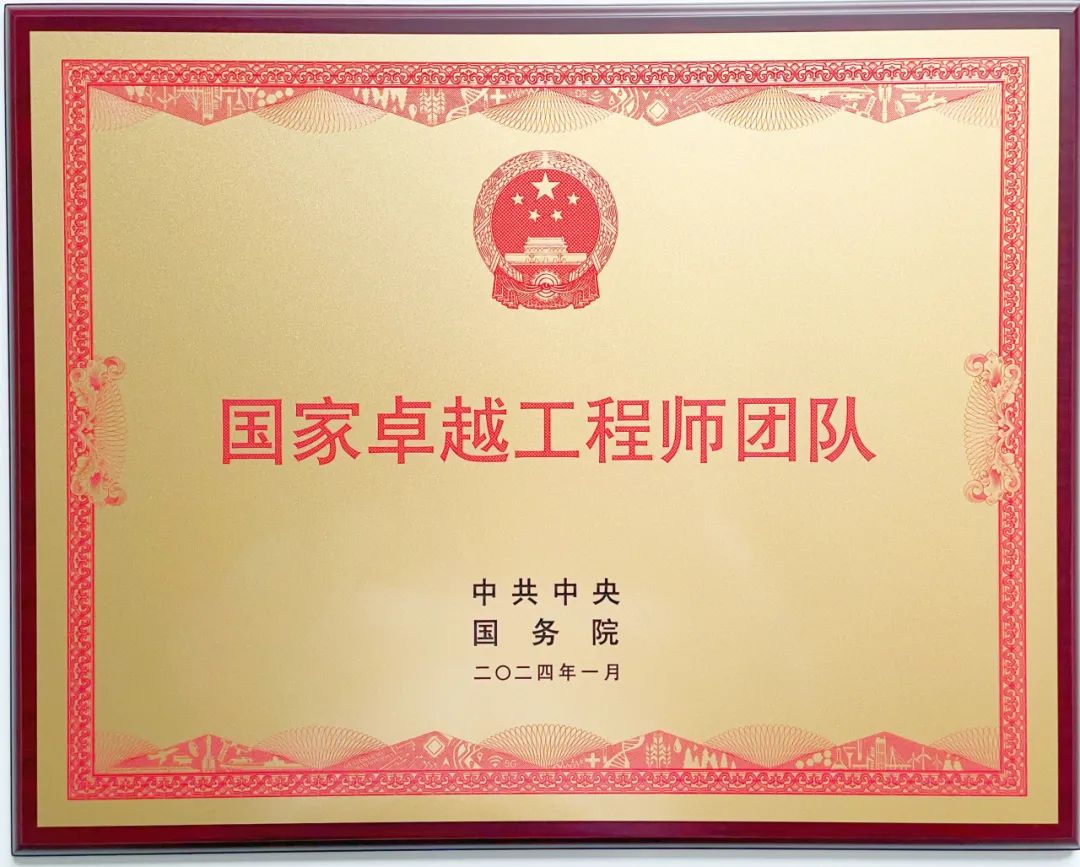 国家卓越工程师团队
中共中央
国务院
二〇二四年一月